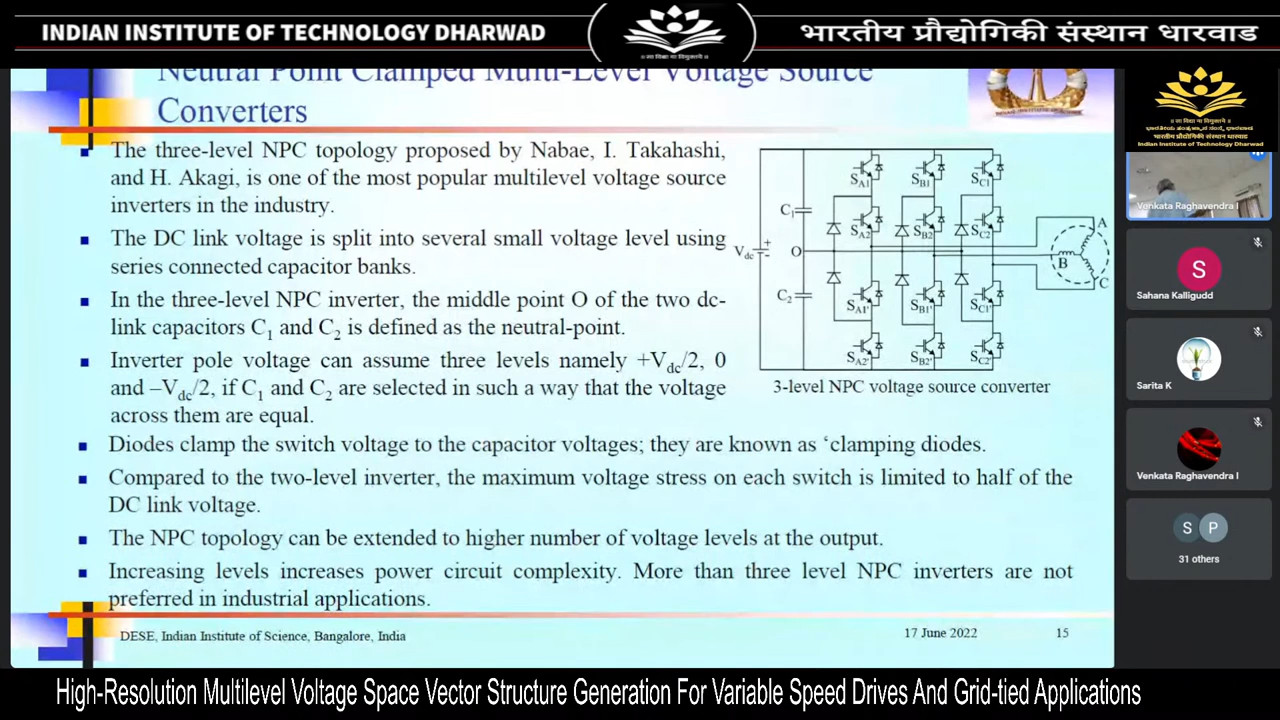 INDIAN INSTITUTE OF TECHNOLOGY DHARWAD
॥ सा विद्या या विमुक्तये ॥
भारतीय प्रौद्योगिकी संस्थान धारवाड
Neutral Point Clamped Multi-Level Voltage Source
Converters
The three-level NPC topology proposed by Nabae, I. Takahashi,
and H. Akagi, is one of the most popular multilevel voltage source
inverters in the industry.
The DC link voltage is split into several small voltage level using
series connected capacitor banks.
In the three-level NPC inverter, the middle point O of the two dc-
link capacitors C1 and C2 is defined as the neutral-point.
Inverter pole voltage can assume three levels namely +Vdc/2, 0
and –Vdc/2, if C1 and C2 are selected in such a way that the voltage
across them are equal.
Diodes clamp the switch voltage to the capacitor voltages; they are known as ‘clamping diodes.
Compared to the two-level inverter, the maximum voltage stress on each switch is limited to half of the
DC link voltage.
The NPC topology can be extended to higher number of voltage levels at the output.
Increasing levels increases power circuit complexity. More than three level NPC inverters are not
preferred in industrial applications.
SA1 SB1 SC1
C1
SA2 SB2 SC2
A
Vdc + - O
B
C2
C
SA1' SB1' SC1'
SA2' SB2' SC2'
3-level NPC voltage source converter
DESE, Indian Institute of Science, Bangalore, India
17 June 2022
15
भारतीय प्रौद्योगिकी संस्थान धारवाड
Indian Institute of Technology Dharwad
Venkata Raghavendra I
S
Sahana Kalligudd
Sarita K
Venkata Raghavendra I
S P
31 others
High-Resolution Multilevel Voltage Space Vector Structure Generation For Variable Speed Drives And Grid-tied Applications